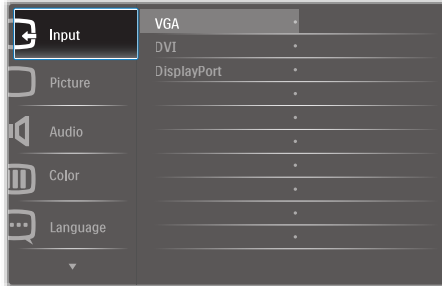 Input
Picture
Audio
Color
Language
VGA
DVI
DisplayPort